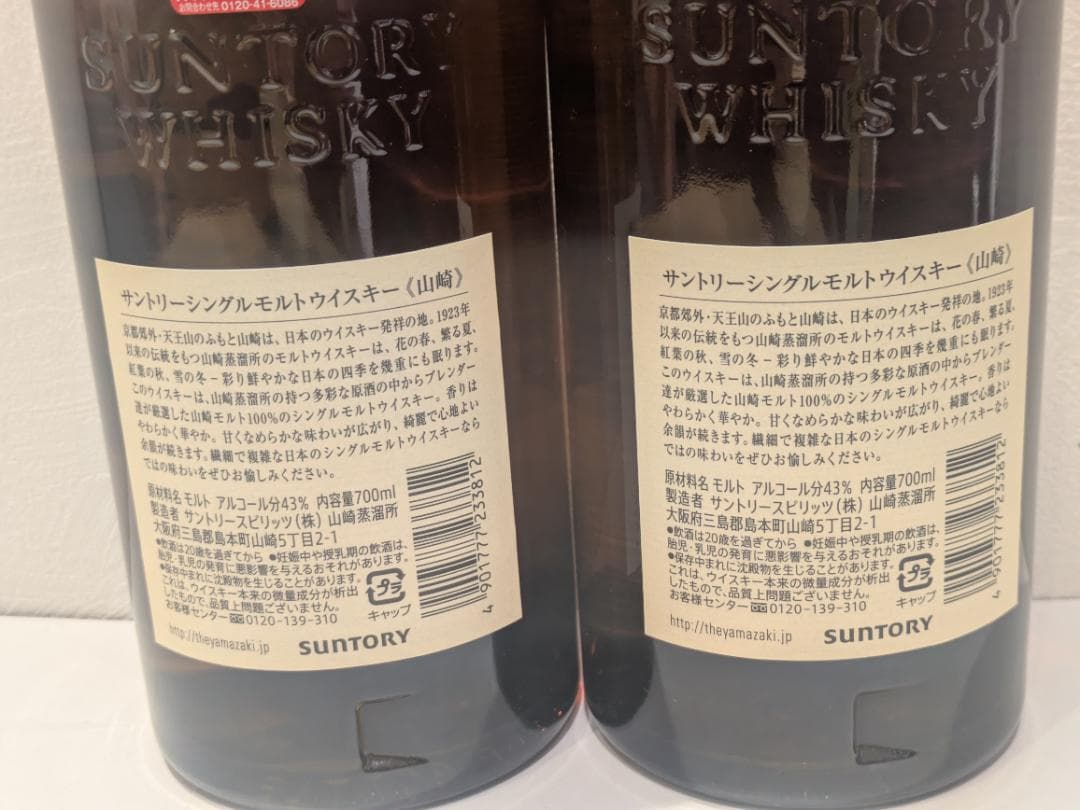 お問合わせ先 0120-41-6086
SUNTORY
WHISKY
サントリーシングルモルトウイスキー《山崎》
京都郊外・天王山のふもと山崎は、日本のウイスキー発祥の地。1923年
以来の伝統をもつ山崎蒸溜所のモルトウイスキーは、花の春、繁る夏、
紅葉の秋、雪の冬－彩り鮮やかな日本の四季を幾重にも眠ります。
このウイスキーは、山崎蒸溜所の持つ多彩な原酒の中からブレンダー
達が厳選した山崎モルト100%のシングルモルトウイスキー。香りは
やわらかく華やか。甘くなめらかな味わいが広がり、綺麗で心地よい
余韻が続きます。繊細で複雑な日本のシングルモルトウイスキーなら
ではの味わいをぜひお愉しみください。
原材料名 モルト アルコール分43% 内容量700ml
製造者 サントリースピリッツ(株) 山崎蒸溜所
大阪府三島郡島本町山崎5丁目2-1
●飲酒は20歳を過ぎてから ●妊娠中や授乳期の飲酒は、
胎児・乳児の発育に悪影響を与えるおそれがあります。
●保存中まれに沈殿物を生じることがあります。
これは、ウイスキー本来の微量成分が析出
したもので、品質上問題ございません。
お客様センター 0120-139-310
プラ
キャップ
4 901777 233812
http://theyamazaki.jp
SUNTORY
SUNTORY
WHISKY
サントリーシングルモルトウイスキー《山崎》
京都郊外・天王山のふもと山崎は、日本のウイスキー発祥の地。1923年
以来の伝統をもつ山崎蒸溜所のモルトウイスキーは、花の春、繁る夏、
紅葉の秋、雪の冬－彩り鮮やかな日本の四季を幾重にも眠ります。
このウイスキーは、山崎蒸溜所の持つ多彩な原酒の中からブレンダー
達が厳選した山崎モルト100%のシングルモルトウイスキー。香りは
やわらかく華やか。甘くなめらかな味わいが広がり、綺麗で心地よい
余韻が続きます。繊細で複雑な日本のシングルモルトウイスキーなら
ではの味わいをぜひお愉しみください。
原材料名 モルト アルコール分43% 内容量700ml
製造者 サントリースピリッツ(株) 山崎蒸溜所
大阪府三島郡島本町山崎5丁目2-1
●飲酒は20歳を過ぎてから ●妊娠中や授乳期の飲酒は、
胎児・乳児の発育に悪影響を与えるおそれがあります。
●保存中まれに沈殿物を生じることがあります。
これは、ウイスキー本来の微量成分が析出
したもので、品質上問題ございません。
お客様センター 0120-139-310
プラ
キャップ
4 901777 233812
http://theyamazaki.jp
SUNTORY